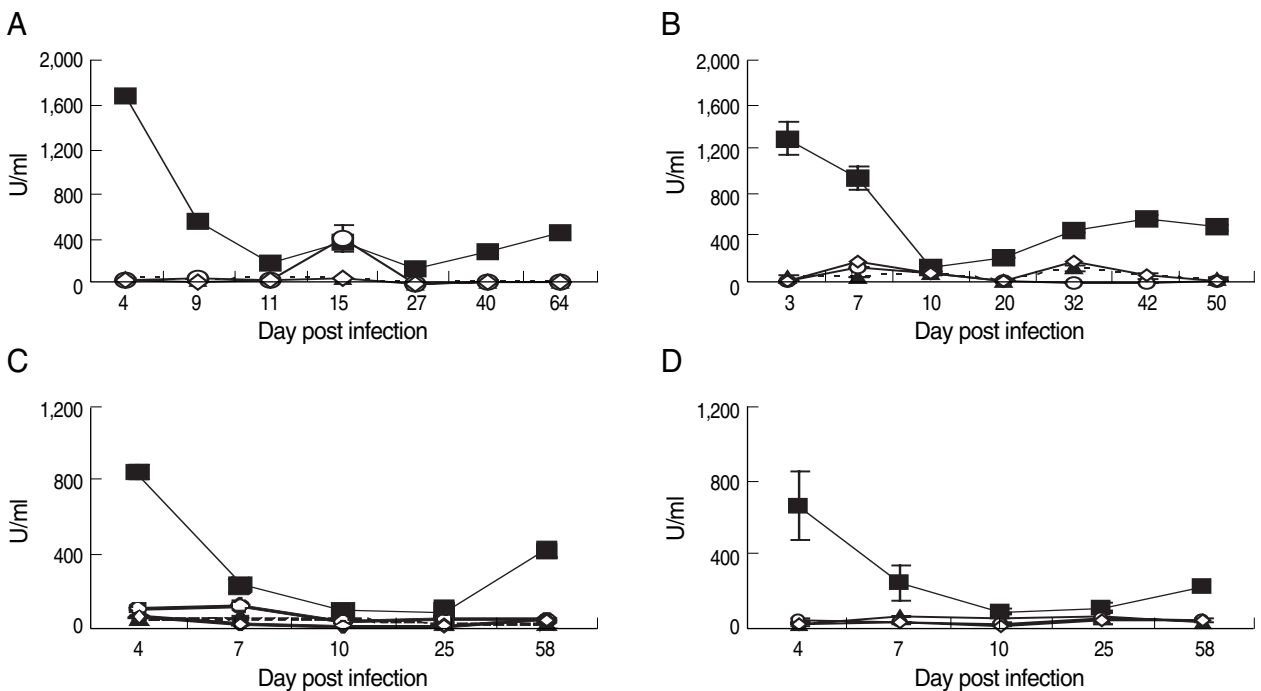 A
2,000
1,600
1,200
800
400
0
U/ml
4 9 11 15 27 40 64
Day post infection
B
2,000
1,600
1,200
800
400
0
U/ml
3 7 10 20 32 42 50
Day post infection
C
1,200
800
400
0
U/ml
4 7 10 25 58
Day post infection
D
1,200
800
400
0
U/ml
4 7 10 25 58
Day post infection